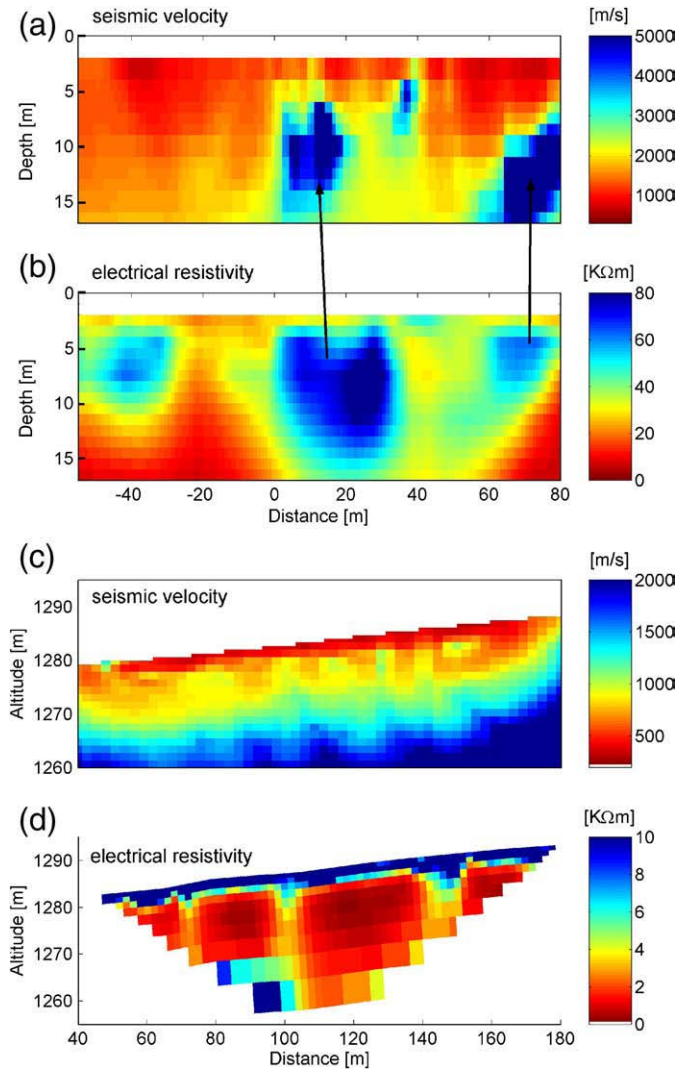 (a)
seismic velocity
[m/s]
0
5
10
15
Depth [m]
5000
4000
3000
2000
1000
(b)
electrical resistivity
[KΩm]
0
5
10
15
Depth [m]
80
60
40
20
0
-40 -20 0 20 40 60 80
Distance [m]
(c)
seismic velocity
[m/s]
1290
1280
1270
1260
Altitude [m]
2000
1500
1000
500
(d)
electrical resistivity
[KΩm]
1290
1280
1270
1260
Altitude [m]
10
8
6
4
2
0
40 60 80 100 120 140 160 180
Distance [m]